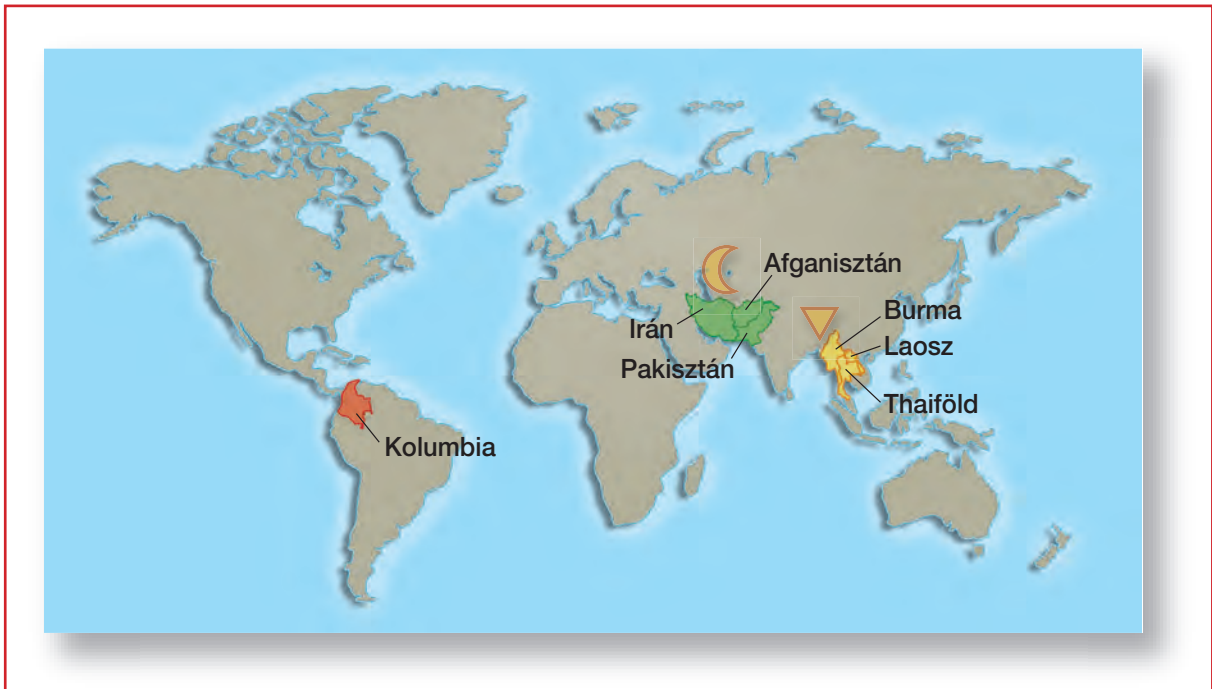 Afganisztán
Irán
Burma
Pakisztán
Laosz
Thaiföld
Kolumbia